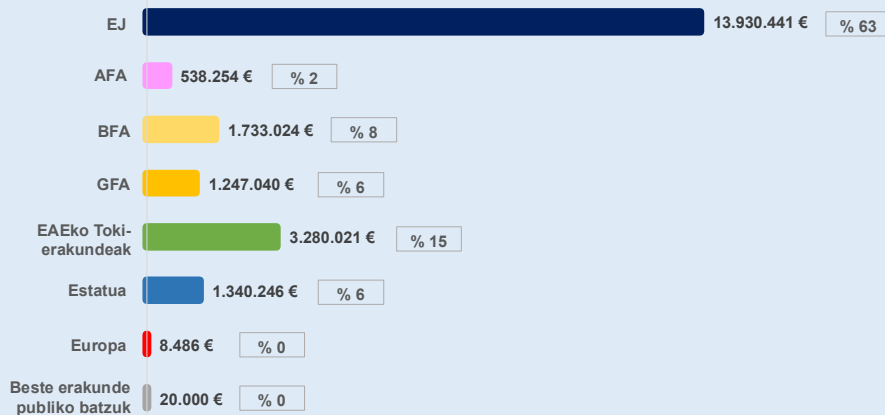 EJ 13.930.441 € % 63
AFA 538.254 € % 2
BFA 1.733.024 € % 8
GFA 1.247.040 € % 6
EAEko Toki-
erakundeak 3.280.021 € % 15
Estatua 1.340.246 € % 6
Europa 8.486 € % 0
Beste erakunde
publiko batzuk 20.000 € % 0